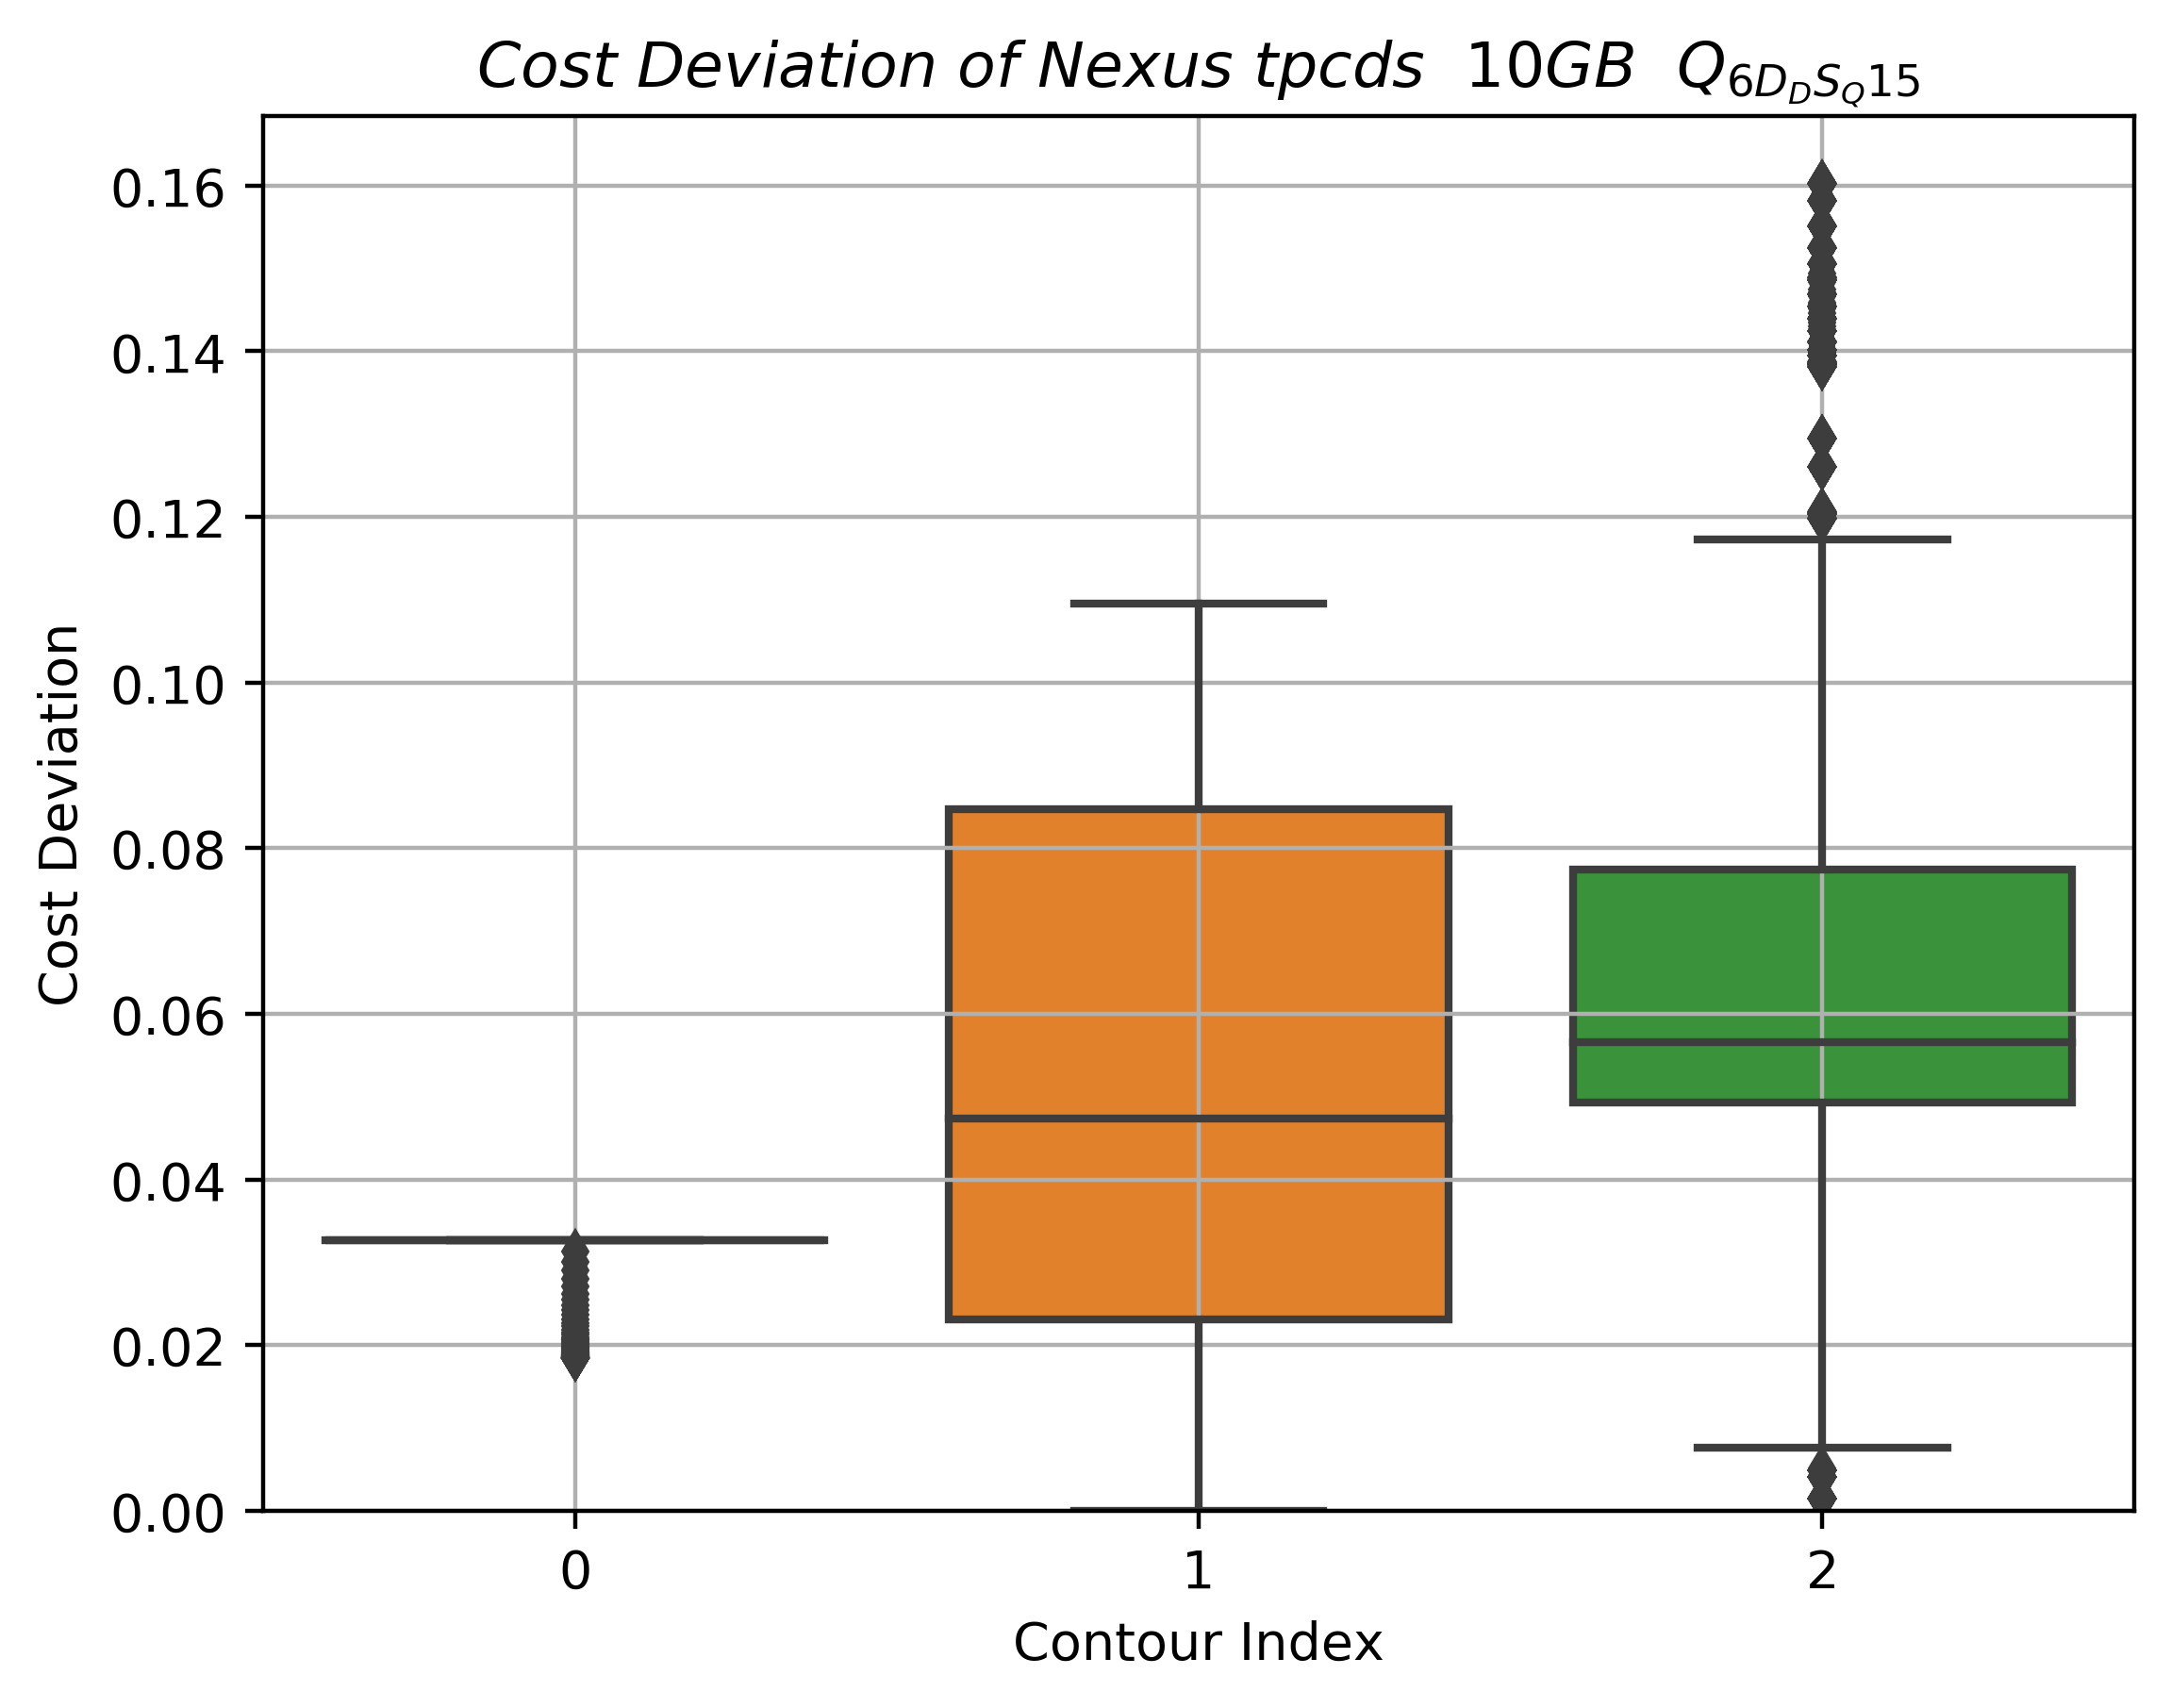 Cost Deviation of Nexus tpcds 10GB Q6DDSQ15
Cost Deviation
0.16
0.14
0.12
0.10
0.08
0.06
0.04
0.02
0.00
0 1 2
Contour Index